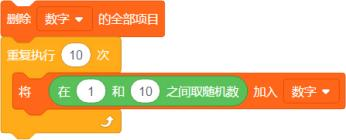 删除 数字 的全部项目
重复执行 10 次
将 在 1 和 10 之间取随机数 加入 数字